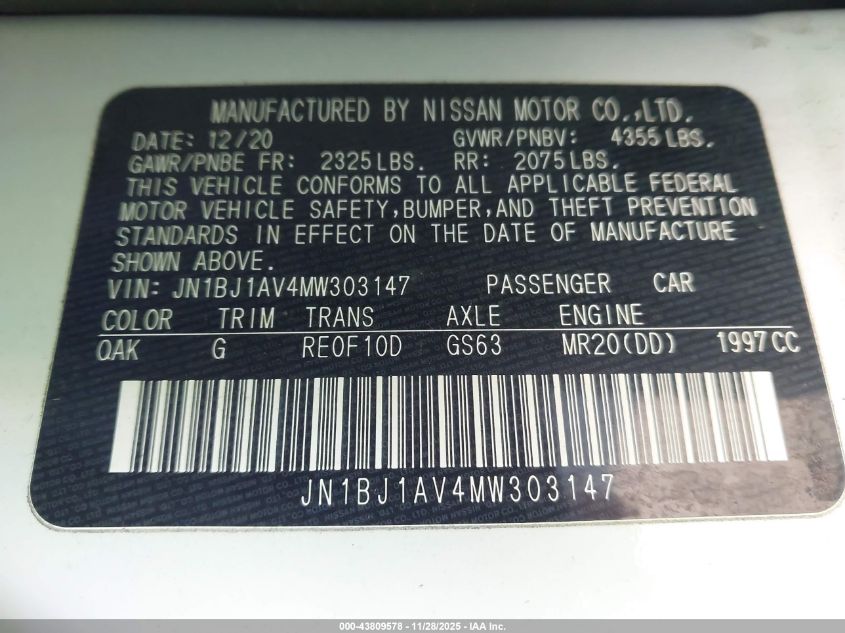 MANUFACTURED BY NISSAN MOTOR CO.,LTD.
DATE: 12/20 GVWR/PNBV: 4355 LBS.
GAWR/PNBE FR: 2325 LBS. RR: 2075 LBS.
THIS VEHICLE CONFORMS TO ALL APPLICABLE FEDERAL
MOTOR VEHICLE SAFETY, BUMPER, AND THEFT PREVENTION
STANDARDS IN EFFECT ON THE DATE OF MANUFACTURE
SHOWN ABOVE.
VIN: JN1BJ1AV4MW303147 PASSENGER CAR
COLOR TRIM TRANS AXLE ENGINE
QAK G RE0F10D GS63 MR20(DD) 1997 CC
JN1BJ1AV4MW303147
000-43809578 - 11/28/2025 - IAA Inc.